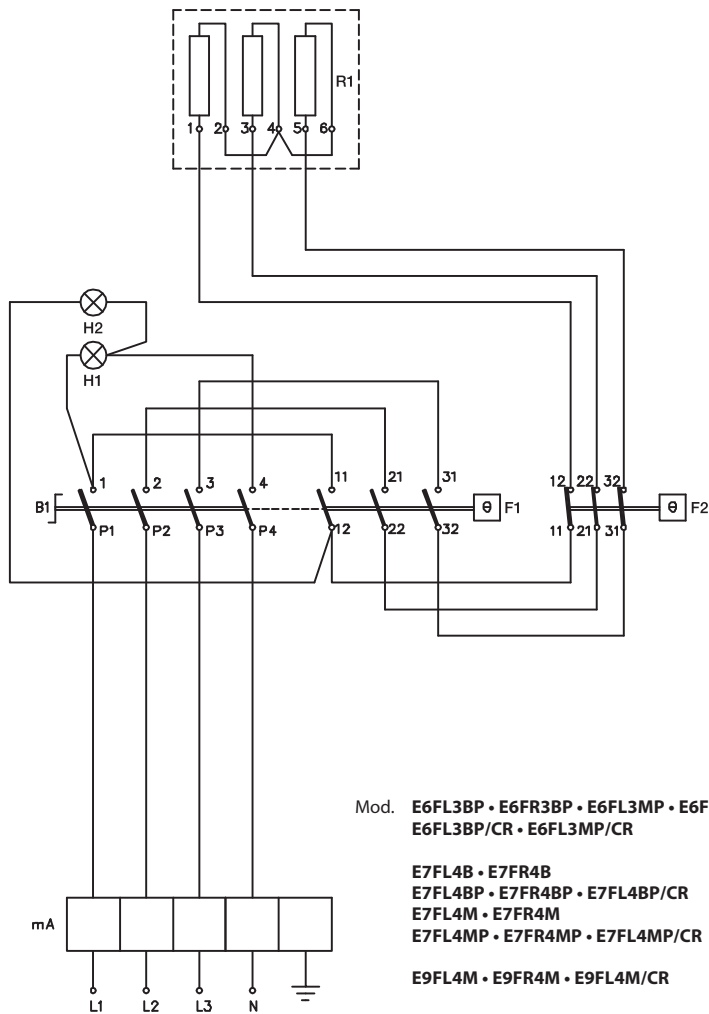 R1
1 2 3 4 5 6
H2
H1
1 2 3 4 11 21 31 12 22 32
B1 F1 F2
P1 P2 P3 P4 12 22 32 11 21 31
Mod. E6FL3BP • E6FR3BP • E6FL3MP • E6F
E6FL3BP/CR • E6FL3MP/CR
E7FL4B • E7FR4B
E7FL4BP • E7FR4BP • E7FL4BP/CR
E7FL4M • E7FR4M
E7FL4MP • E7FR4MP • E7FL4MP/CR
E9FL4M • E9FR4M • E9FL4M/CR
mA
L1 L2 L3 N